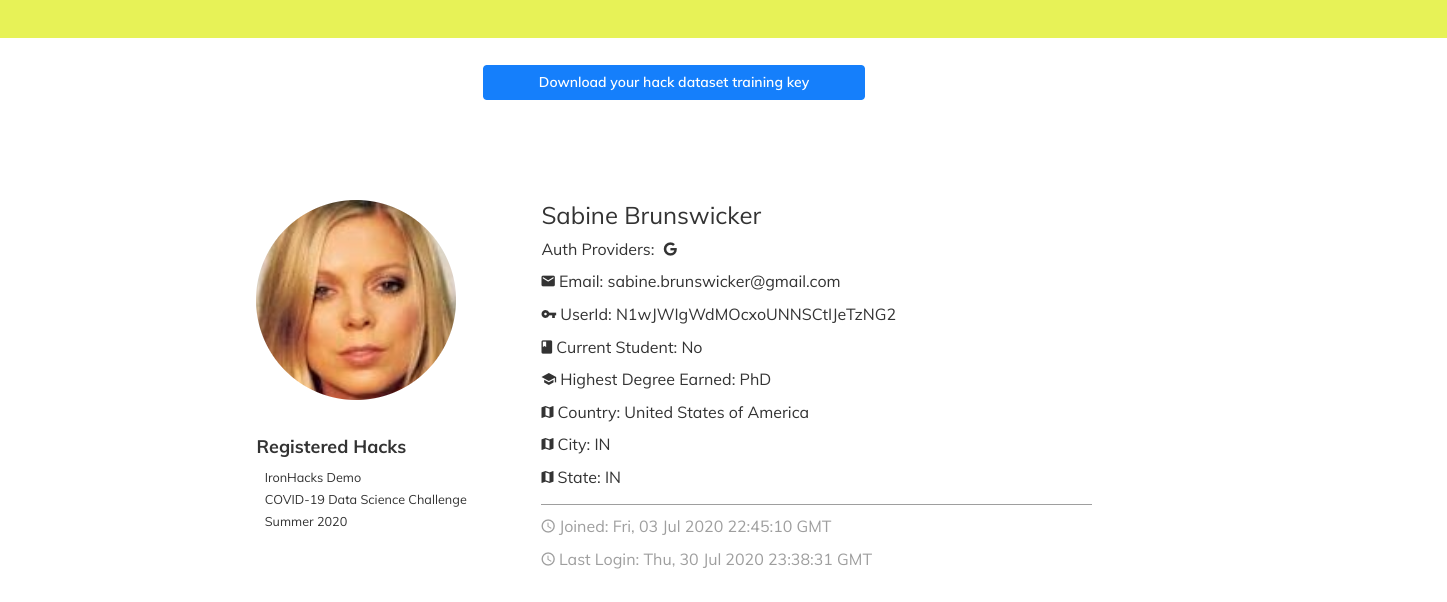 Download your hack dataset training key
Sabine Brunswicker
Auth Providers: G
Email: sabine.brunswicker@gmail.com
UserId: N1wJWIgWdMOcxoUNNSCtIJeTzNG2
Current Student: No
Highest Degree Earned: PhD
Country: United States of America
City: IN
State: IN
Joined: Fri, 03 Jul 2020 22:45:10 GMT
Last Login: Thu, 30 Jul 2020 23:38:31 GMT
Registered Hacks
IronHacks Demo
COVID-19 Data Science Challenge
Summer 2020